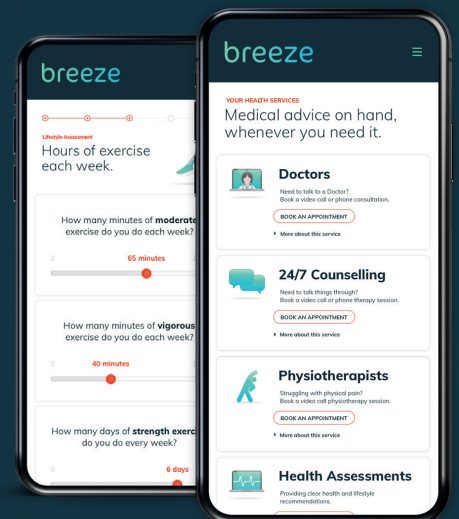 breeze
Lifestyle Assessment
Hours of exercise
each week.
How many minutes of moderate
exercise do you do each week?
0
65 minutes
How many minutes of vigorous
exercise do you do each week?
0
40 minutes
How many days of strength exerc
do you do every week?
0
6 days
breeze
YOUR HEALTH SERVICES
Medical advice on hand,
whenever you need it.
Doctors
Need to talk to a Doctor?
Book a video call or phone consultation.
BOOK AN APPOINTMENT
More about this service
24/7 Counselling
Need to talk things through?
Book a video call or phone therapy session.
BOOK AN APPOINTMENT
More about this service
Physiotherapists
Struggling with physical pain?
Book a video call physiotherapy session.
BOOK AN APPOINTMENT
More about this service
Health Assessments
Providing clear health and lifestyle
recommendations.